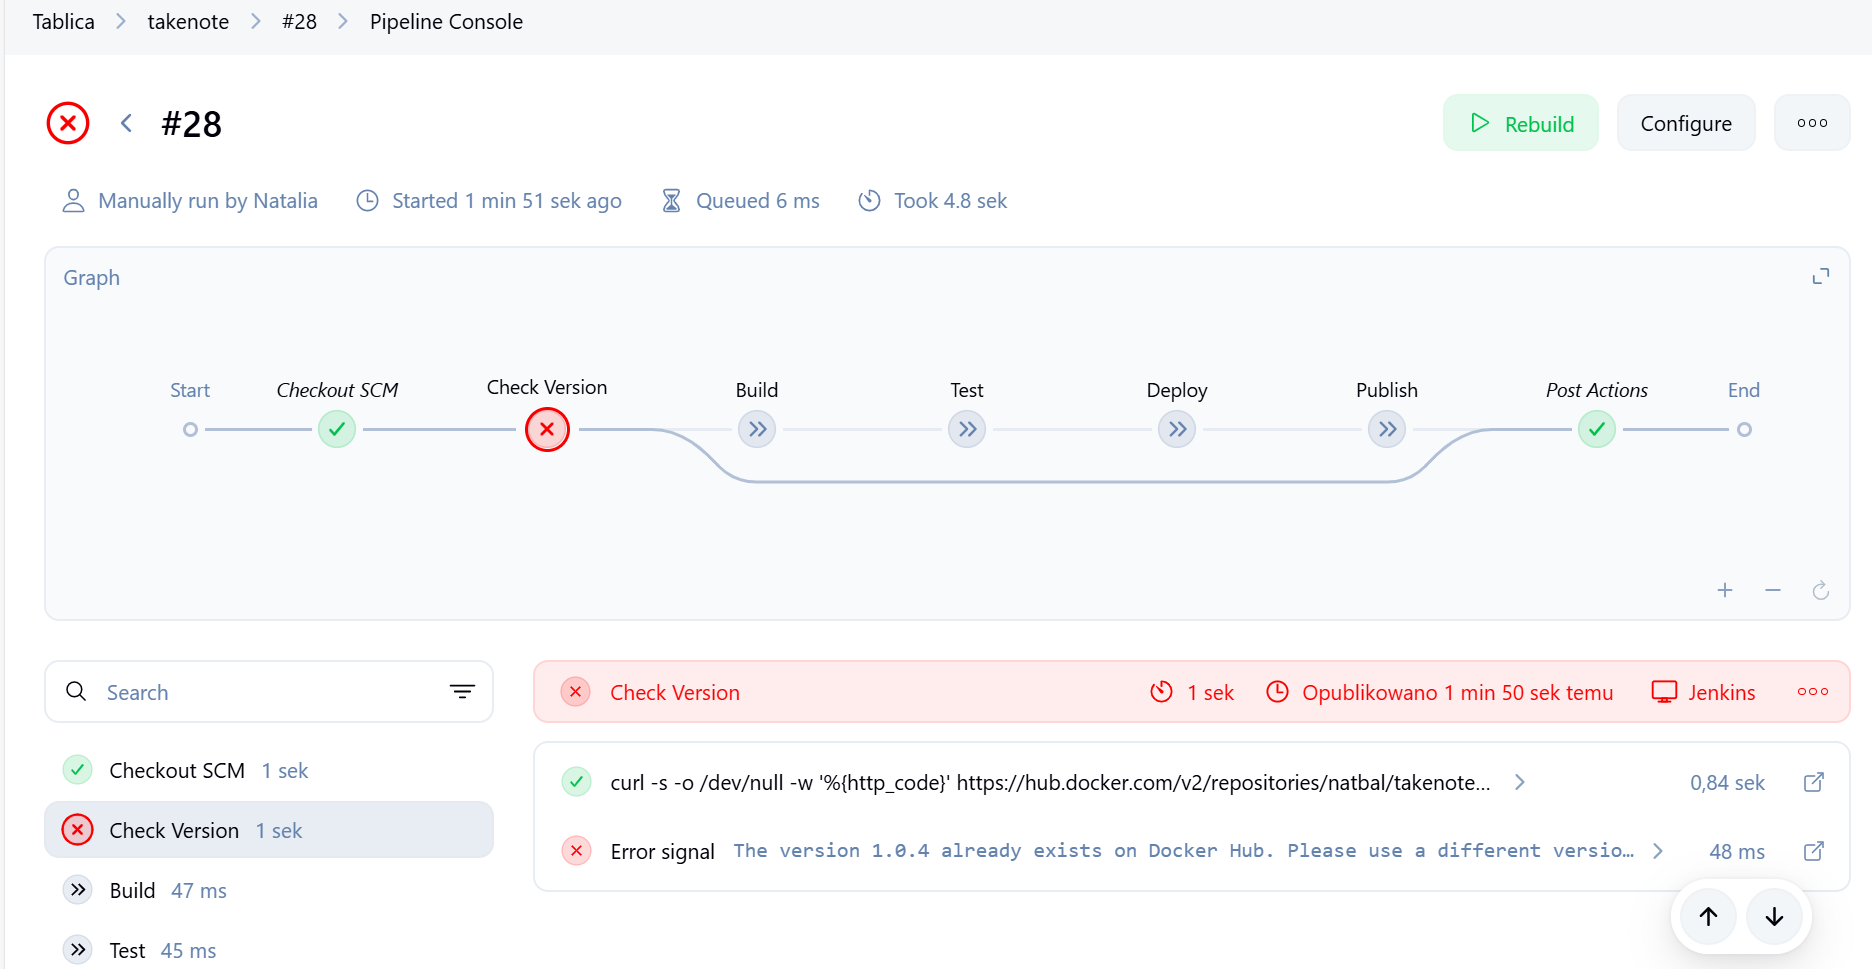 Tablica > takenote > #28 > Pipeline Console
#28
Rebuild
Configure
Manually run by Natalia
Started 1 min 51 sek ago
Queued 6 ms
Took 4.8 sek
Graph
Start
Checkout SCM
Check Version
Build
Test
Deploy
Publish
Post Actions
End
Search
Check Version
1 sek
Opublikowano 1 min 50 sek temu
Jenkins
Checkout SCM 1 sek
Check Version 1 sek
Build 47 ms
Test 45 ms
curl -s -o /dev/null -w '%{http_code}' https://hub.docker.com/v2/repositories/natbal/takenote... 0,84 sek
Error signal The version 1.0.4 already exists on Docker Hub. Please use a different versio... 48 ms